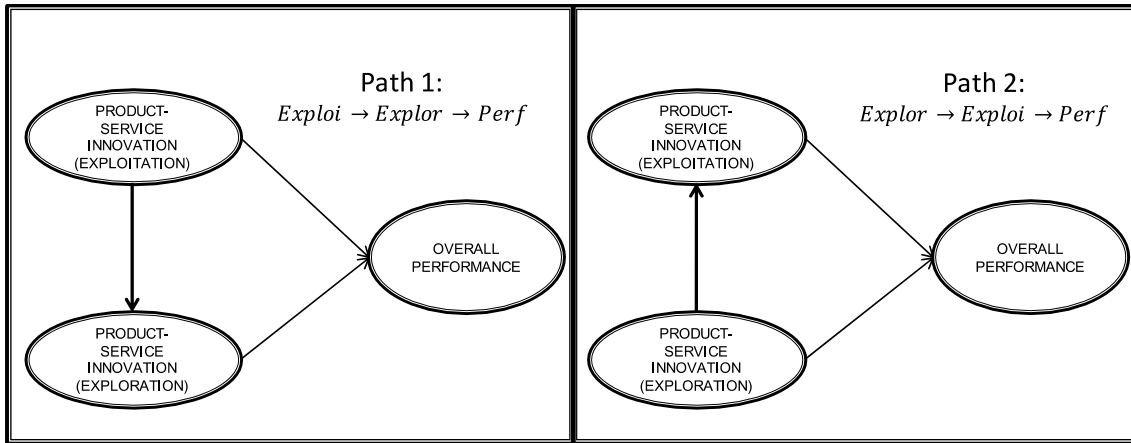 Path 1:
Exploi → Explor → Perf
PRODUCT-
SERVICE
INNOVATION
(EXPLOITATION)
OVERALL
PERFORMANCE
PRODUCT-
SERVICE
INNOVATION
(EXPLORATION)
Path 2:
Explor → Exploi → Perf
PRODUCT-
SERVICE
INNOVATION
(EXPLOITATION)
OVERALL
PERFORMANCE
PRODUCT-
SERVICE
INNOVATION
(EXPLORATION)